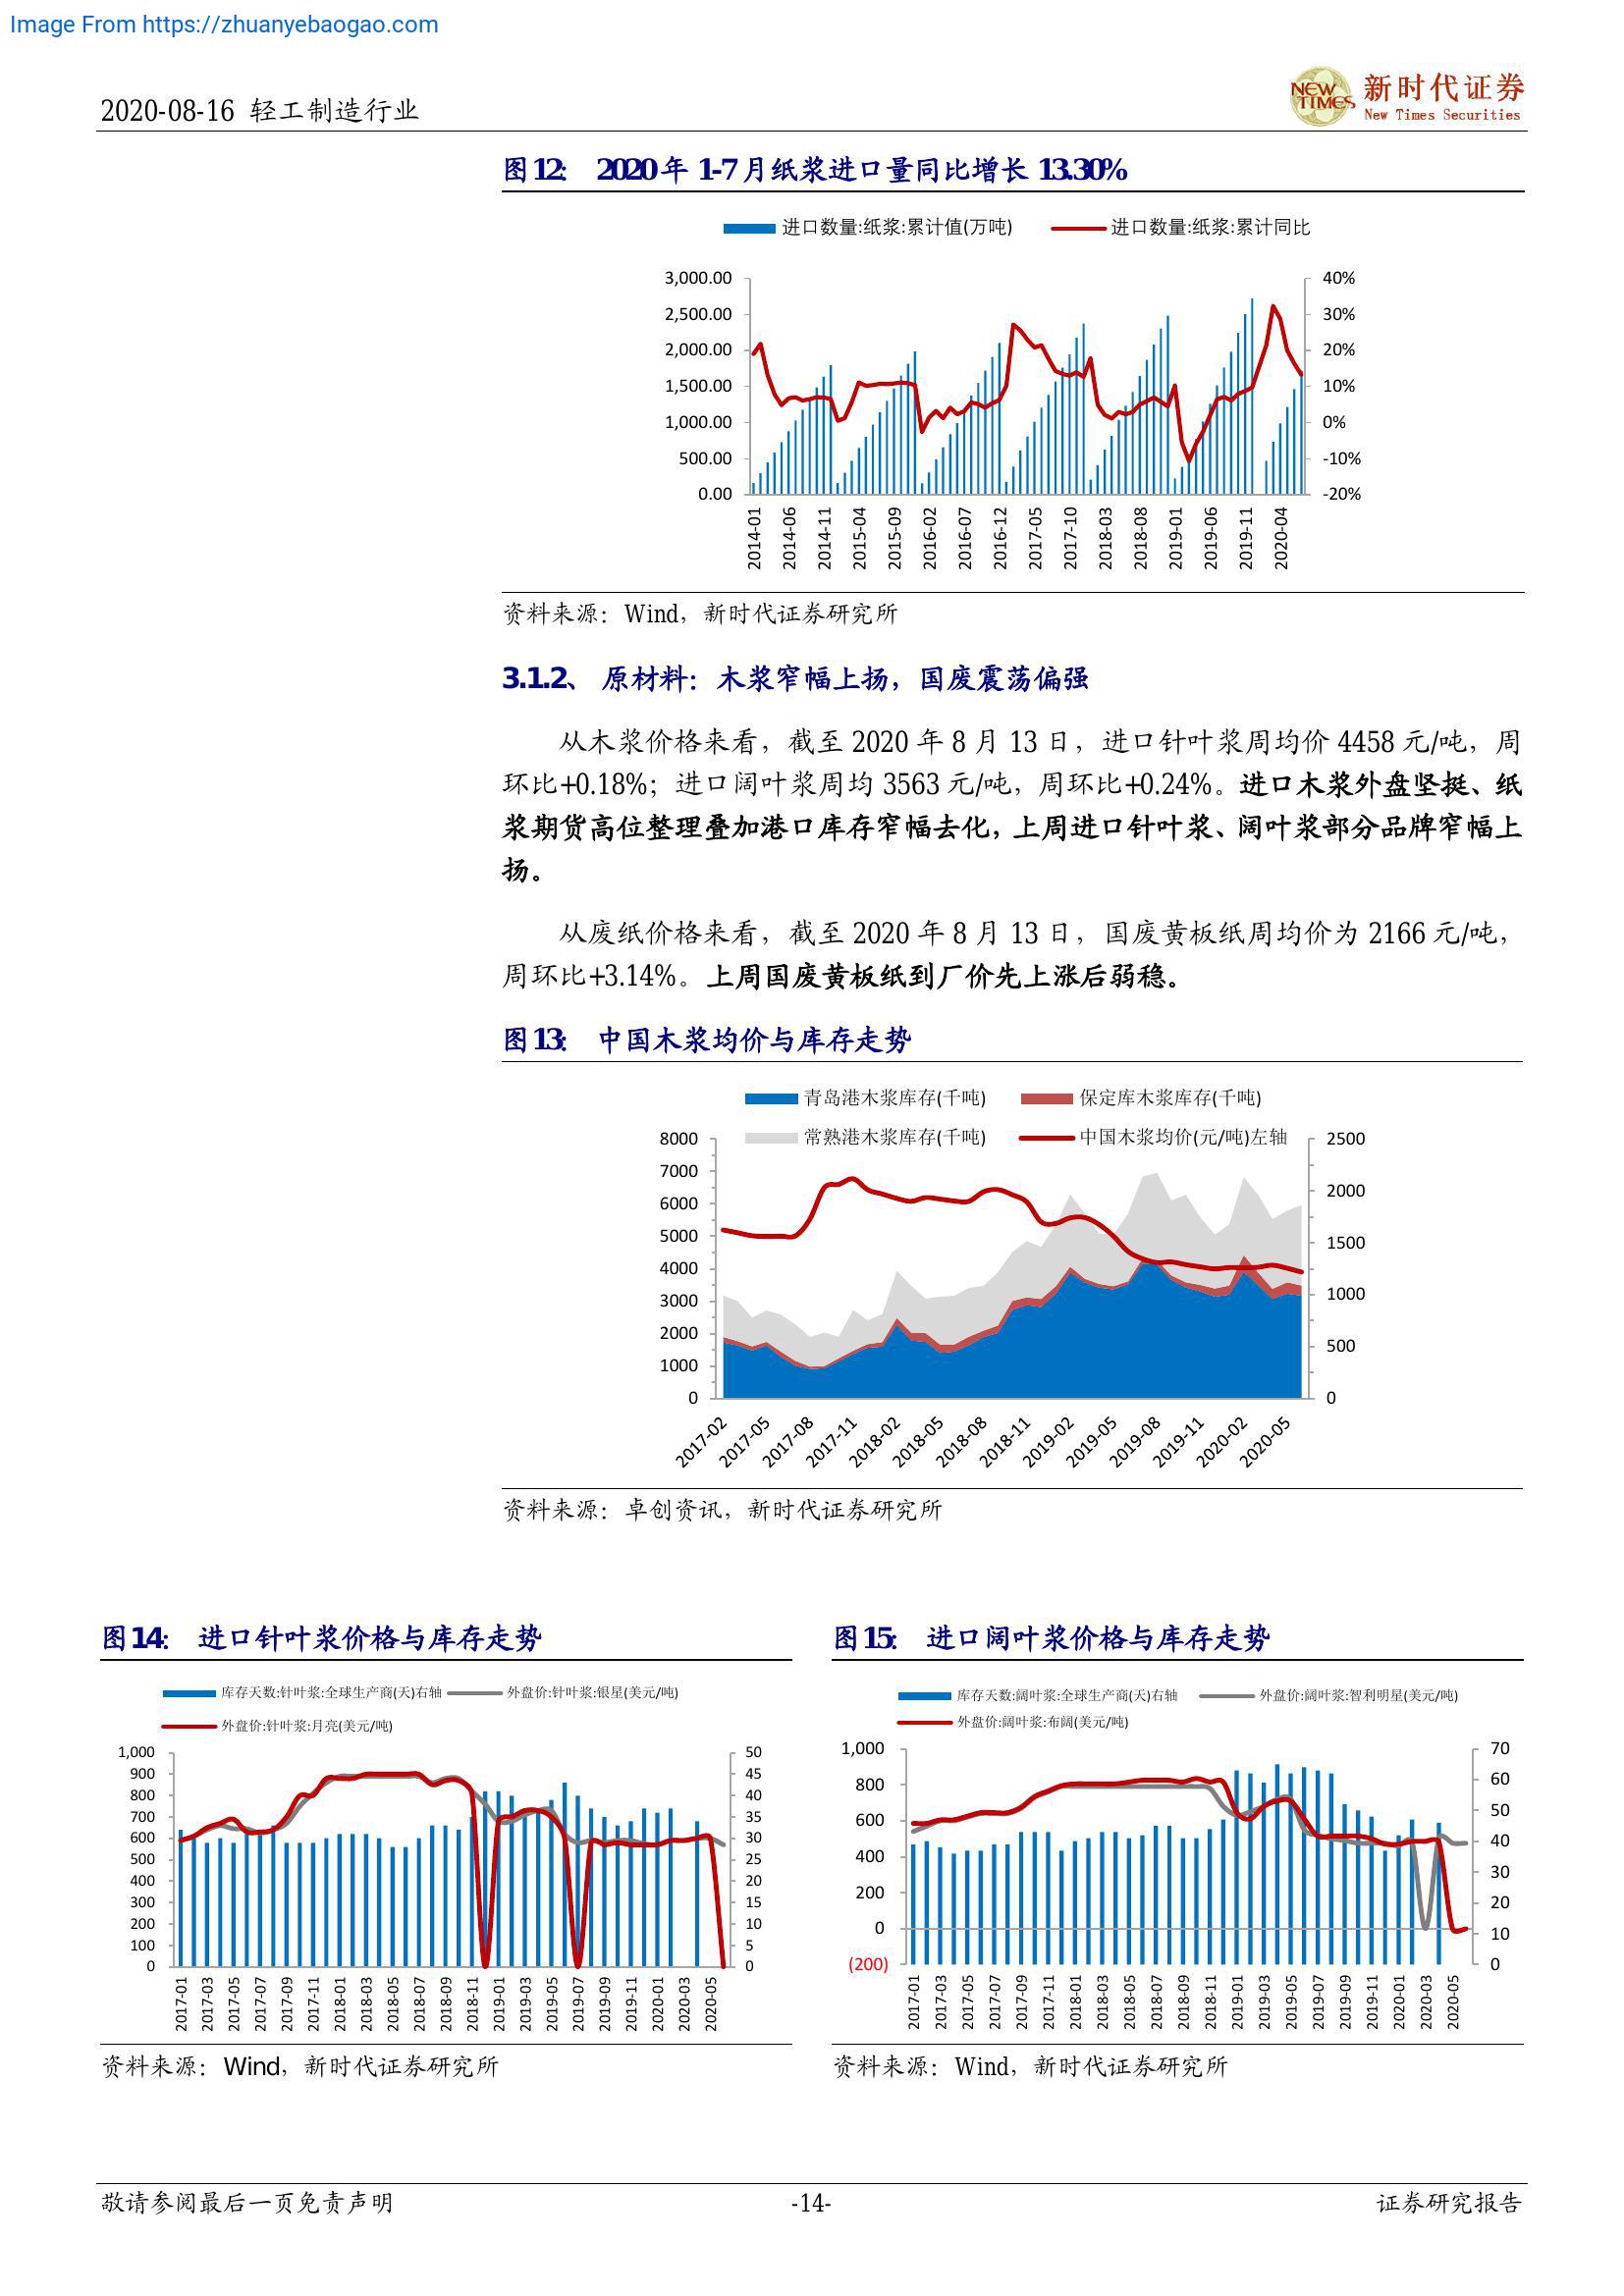 Image From https://zhuanyebaogao.com
2020-08-16 轻工制造行业
NEW TIMES
新时代证券
New Times Securities
图12: 2020年 1-7月纸浆进口量同比增长 13.30%
进口数量:纸浆:累计值(万吨) 进口数量:纸浆:累计同比
3,000.00 40%
2,500.00 30%
2,000.00 20%
1,500.00 10%
1,000.00 0%
500.00 -10%
0.00 -20%
2014-01 2014-06 2014-11 2015-04 2015-09 2016-02 2016-07 2016-12 2017-05 2017-10 2018-03 2018-08 2019-01 2019-06 2019-11 2020-04
资料来源：Wind，新时代证券研究所
3.1.2、 原材料：木浆窄幅上扬，国废震荡偏强
从木浆价格来看，截至 2020 年 8 月 13 日，进口针叶浆周均价 4458 元/吨，周
环比+0.18%；进口阔叶浆周均 3563 元/吨，周环比+0.24%。进口木浆外盘坚挺、纸
浆期货高位整理叠加港口库存窄幅去化，上周进口针叶浆、阔叶浆部分品牌窄幅上
扬。
从废纸价格来看，截至 2020 年 8 月 13 日，国废黄板纸周均价为 2166 元/吨，
周环比+3.14%。上周国废黄板纸到厂价先上涨后弱稳。
图13: 中国木浆均价与库存走势
青岛港木浆库存(千吨) 保定库木浆库存(千吨)
常熟港木浆库存(千吨) 中国木浆均价(元/吨)左轴
8000 2500
7000
6000 2000
5000 1500
4000
3000 1000
2000 500
1000
0 0
2017-02 2017-05 2017-08 2017-11 2018-02 2018-05 2018-08 2018-11 2019-02 2019-05 2019-08 2019-11 2020-02 2020-05
资料来源：卓创资讯，新时代证券研究所
图14: 进口针叶浆价格与库存走势
库存天数:针叶浆:全球生产商(天)右轴 外盘价:针叶浆:银星(美元/吨)
外盘价:针叶浆:月亮(美元/吨)
1,000 50
900 45
800 40
700 35
600 30
500 25
400 20
300 15
200 10
100 5
0 0
2017-01 2017-03 2017-05 2017-07 2017-09 2017-11 2018-01 2018-03 2018-05 2018-07 2018-09 2018-11 2019-01 2019-03 2019-05 2019-07 2019-09 2019-11 2020-01 2020-03 2020-05
资料来源：Wind，新时代证券研究所
图15: 进口阔叶浆价格与库存走势
库存天数:阔叶浆:全球生产商(天)右轴 外盘价:阔叶浆:智利明星(美元/吨)
外盘价:阔叶浆:布阔(美元/吨)
1,000 70
800 60
600 50
400 40
200 30
0 20
(200) 10
0
2017-01 2017-03 2017-05 2017-07 2017-09 2017-11 2018-01 2018-03 2018-05 2018-07 2018-09 2018-11 2019-01 2019-03 2019-05 2019-07 2019-09 2019-11 2020-01 2020-03 2020-05
资料来源：Wind，新时代证券研究所
敬请参阅最后一页免责声明 -14- 证券研究报告